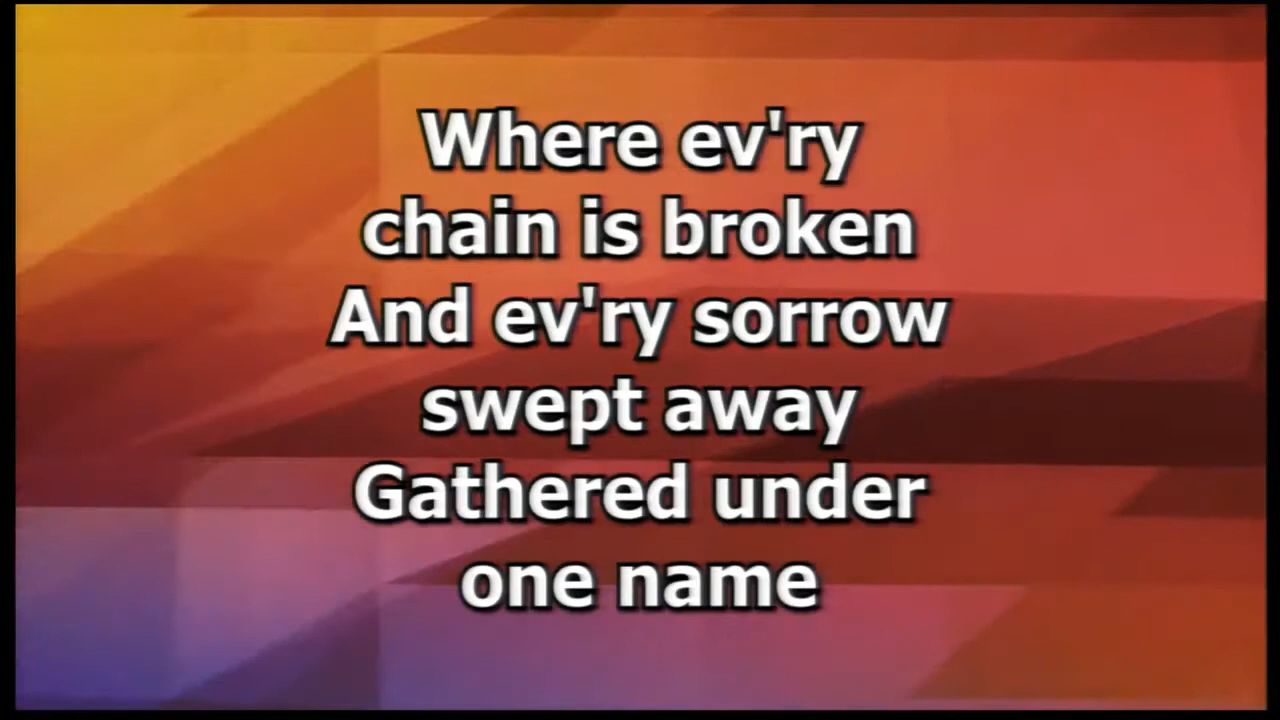 Where ev'ry
chain is broken
And ev'ry sorrow
swept away
Gathered under
one name